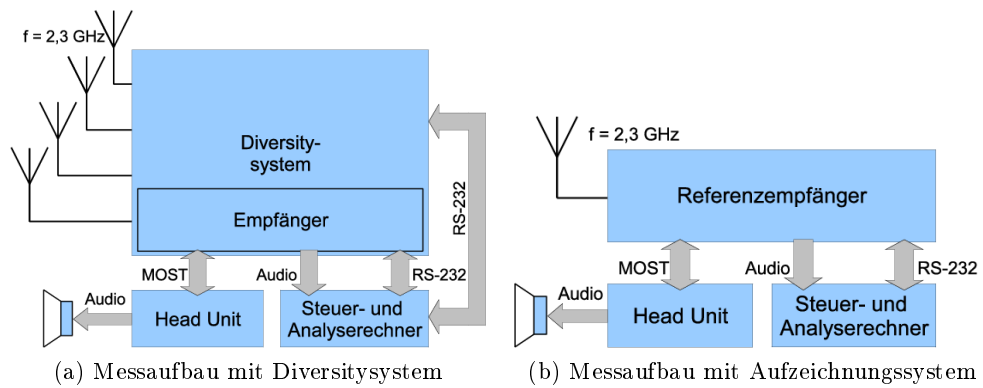 f = 2,3 GHz
Diversity-
system
Empfänger
RS-232
MOST
Audio
RS-232
Audio
Head Unit
Steuer- und
Analyserechner
(a) Messaufbau mit Diversitysystem
f = 2,3 GHz
Referenzempfänger
MOST
Audio
RS-232
Audio
Head Unit
Steuer- und
Analyserechner
(b) Messaufbau mit Aufzeichnungssystem